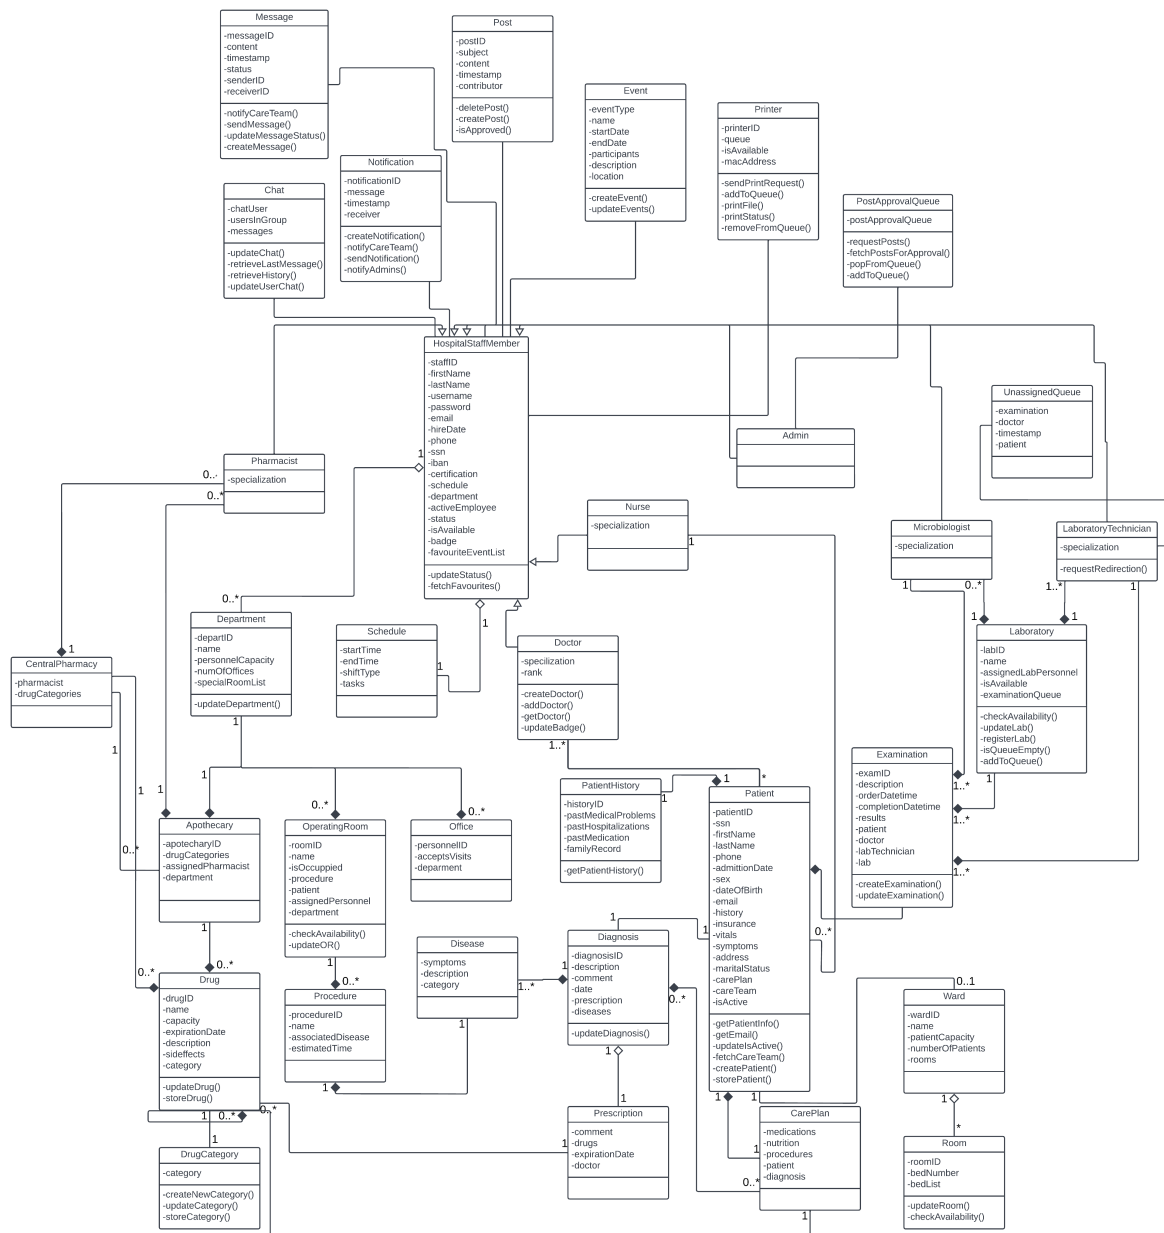 Message
-messageID
-content
-timestamp
-status
-senderID
-receiverID
-notifyCareTeam()
-sendMessage()
-updateMessageStatus()
-createMessage()
Post
-postID
-subject
-content
-timestamp
-contributor
-deletePost()
-createPost()
-isApproved()
Event
-eventType
-name
-startDate
-endDate
-participants
-description
-location
-createEvent()
-updateEvents()
Printer
-printerID
-queue
-isAvailable
-macAddress
-sendPrintRequest()
-addToQueue()
-printFile()
-printStatus()
-removeFromQueue()
Notification
-notificationID
-message
-timestamp
-receiver
-createNotification()
-notifyCareTeam()
-sendNotification()
-notifyAdmins()
Chat
-chatUser
-usersInGroup
-messages
-updateChat()
-retrieveLastMessage()
-retrieveHistory()
-updateUserChat()
PostApprovalQueue
-postApprovalQueue
-requestPosts()
-fetchPostsForApproval()
-popFromQueue()
-addToQueue()
HospitalStaffMember
-staffID
-firstName
-lastName
-username
-password
-email
-hireDate
-phone
-ssn
-iban
-certification
-schedule
-department
-activeEmployee
-status
-isAvailable
-badge
-favouriteEventList
-updateStatus()
-fetchFavourites()
1
1
UnassignedQueue
-examination
-doctor
-timestamp
-patient
Admin
Pharmacist
-specialization
0..*
0..*
Nurse
-specialization
1
Microbiologist
-specialization
1
0..*
LaboratoryTechnician
-specialization
-requestRedirection()
1..*
1
Department
-departID
-name
-personnelCapacity
-numOfOffices
-specialRoomList
-updateDepartment()
0..*
1
Schedule
-startTime
-endTime
-shiftType
-tasks
1
Doctor
-specilization
-rank
-createDoctor()
-addDoctor()
-getDoctor()
-updateBadge()
1..*
Laboratory
-labID
-name
-assignedLabPersonnel
-isAvailable
-examinationQueue
-checkAvailability()
-updateLab()
-registerLab()
-isQueueEmpty()
-addToQueue()
1
1
1
CentralPharmacy
-pharmacist
-drugCategories
1
1
1
Examination
-examID
-description
-orderDatetime
-completionDatetime
-results
-patient
-doctor
-labTechnician
-lab
-createExamination()
-updateExamination()
1..*
1..*
1..*
PatientHistory
-historyID
-pastMedicalProblems
-pastHospitalizations
-pastMedication
-familyRecord
-getPatientHistory()
1
Patient
-patientID
-ssn
-firstName
-lastName
-phone
-admittionDate
-sex
-dateOfBirth
-email
-history
-insurance
-vitals
-symptoms
-address
-maritalStatus
-carePlan
-careTeam
-isActive
-getPatientInfo()
-getEmail()
-updateIsActive()
-fetchCareTeam()
-createPatient()
-storePatient()
1
*
1
0..*
1
1
Apothecary
-apotecharyID
-drugCategories
-assignedPharmacist
-department
1
1
0..*
1
OperatingRoom
-roomID
-name
-isOccuppied
-procedure
-patient
-assignedPersonnel
-department
-checkAvailability()
-updateOR()
0..*
1
Office
-personnelID
-acceptsVisits
-deparment
0..*
Disease
-symptoms
-description
-category
1..*
1
Diagnosis
-diagnosisID
-description
-comment
-date
-prescription
-diseases
-updateDiagnosis()
1
1
0..*
1
Drug
-drugID
-name
-capacity
-expirationDate
-description
-sideffects
-category
-updateDrug()
-storeDrug()
0..*
0..*
0..*
1
0..*
Procedure
-procedureID
-name
-associatedDisease
-estimatedTime
0..*
1
Ward
-wardID
-name
-patientCapacity
-numberOfPatients
-rooms
0..1
1
Prescription
-comment
-drugs
-expirationDate
-doctor
1
1
CarePlan
-medications
-nutrition
-procedures
-patient
-diagnosis
1
0..*
1
Room
-roomID
-bedNumber
-bedList
-updateRoom()
-checkAvailability()
*
DrugCategory
-category
-createNewCategory()
-updateCategory()
-storeCategory()
1